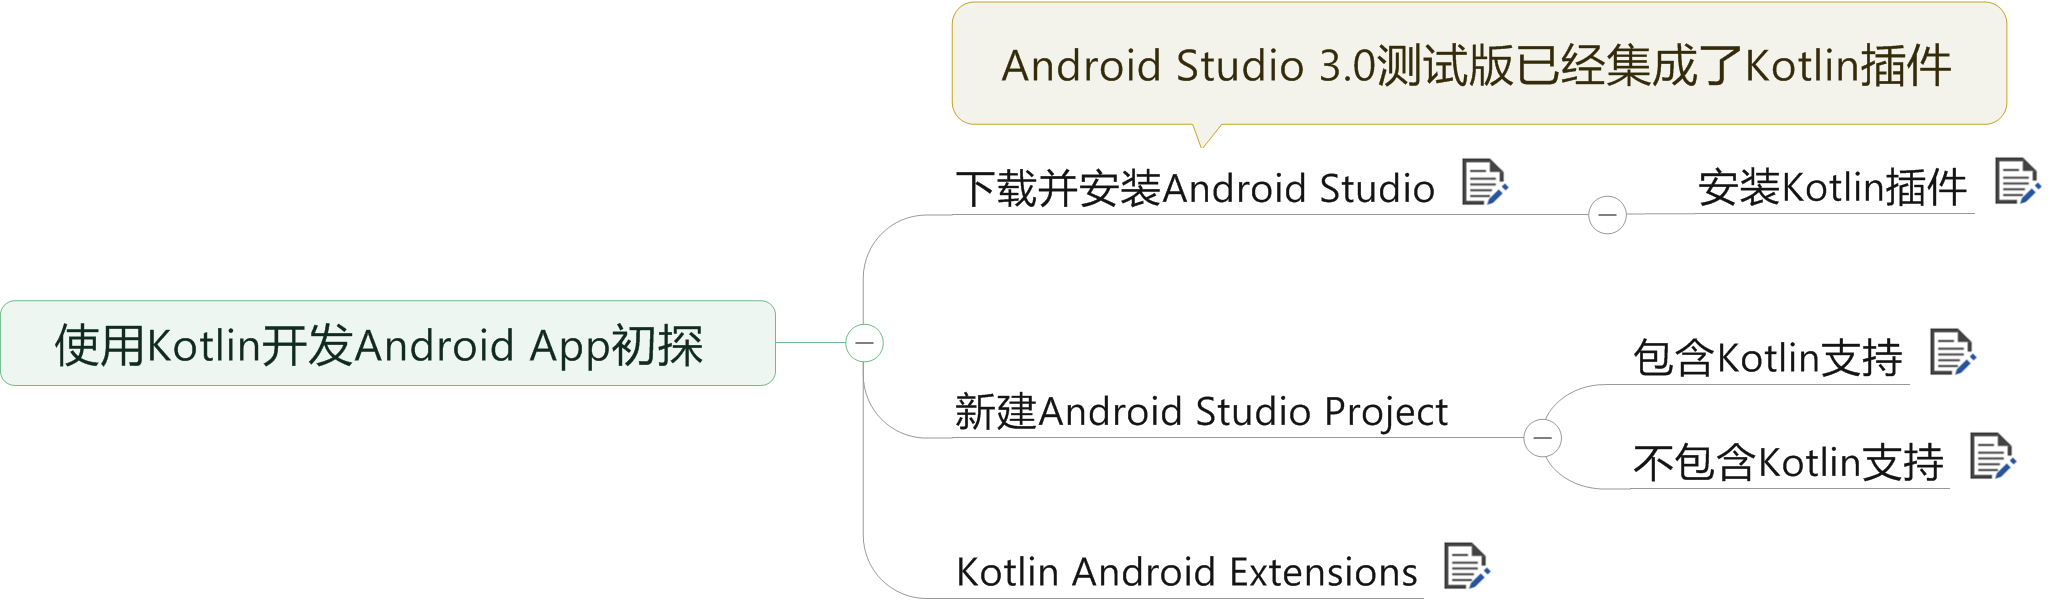 Android Studio 3.0测试版已经集成了Kotlin插件
下载并安装Android Studio
安装Kotlin插件
使用Kotlin开发Android App初探
新建Android Studio Project
包含Kotlin支持
不包含Kotlin支持
Kotlin Android Extensions